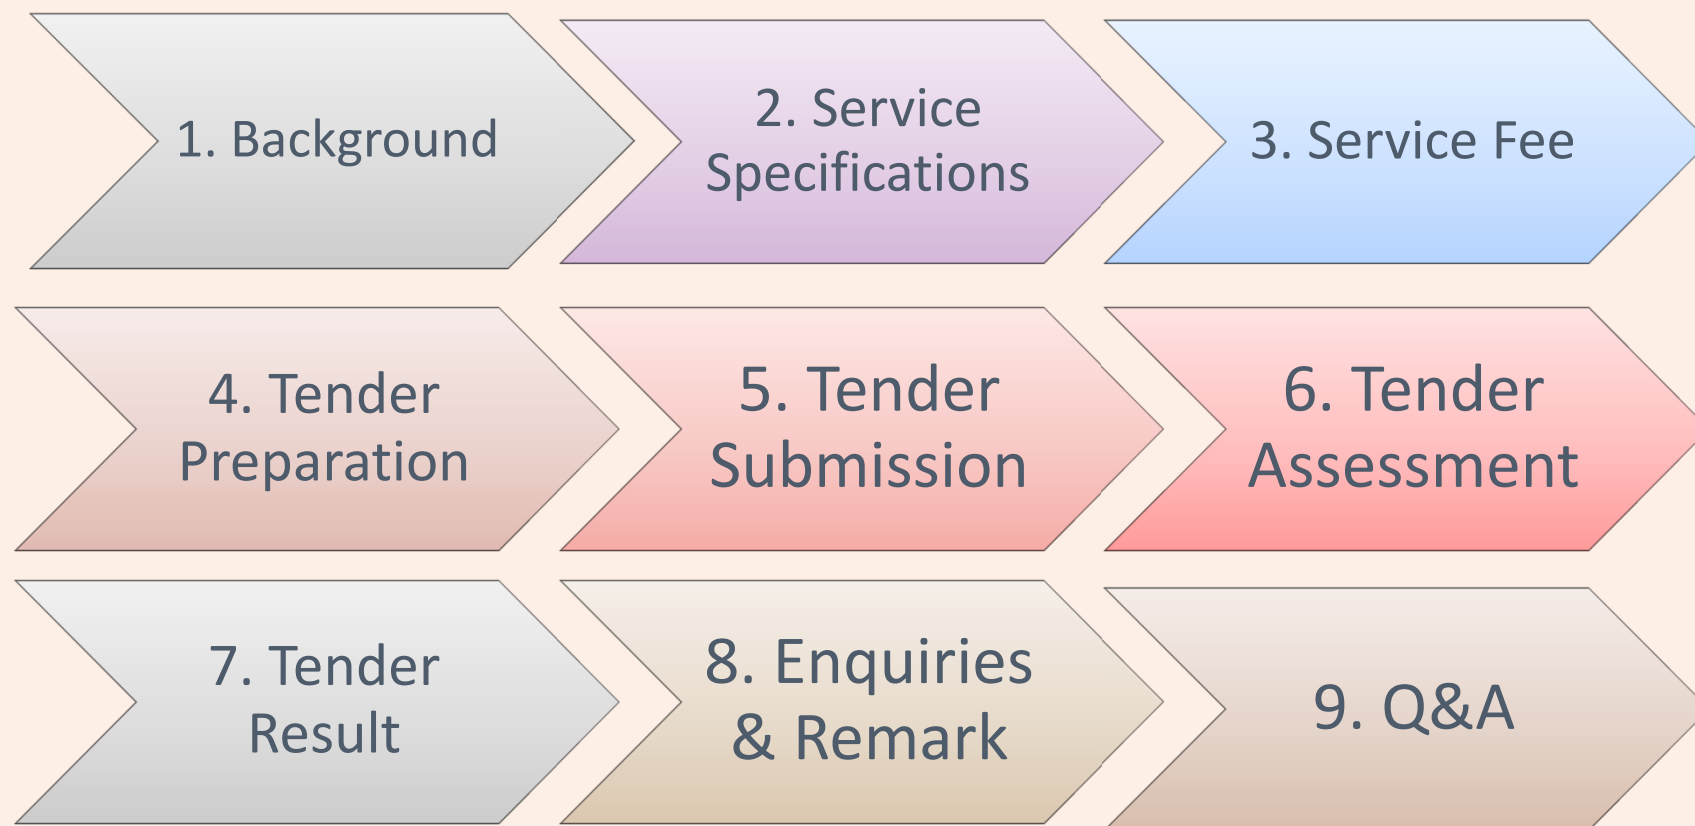 1. Background
2. Service
Specifications
3. Service Fee
4. Tender
Preparation
5. Tender
Submission
6. Tender
Assessment
7. Tender
Result
8. Enquiries
& Remark
9. Q&A